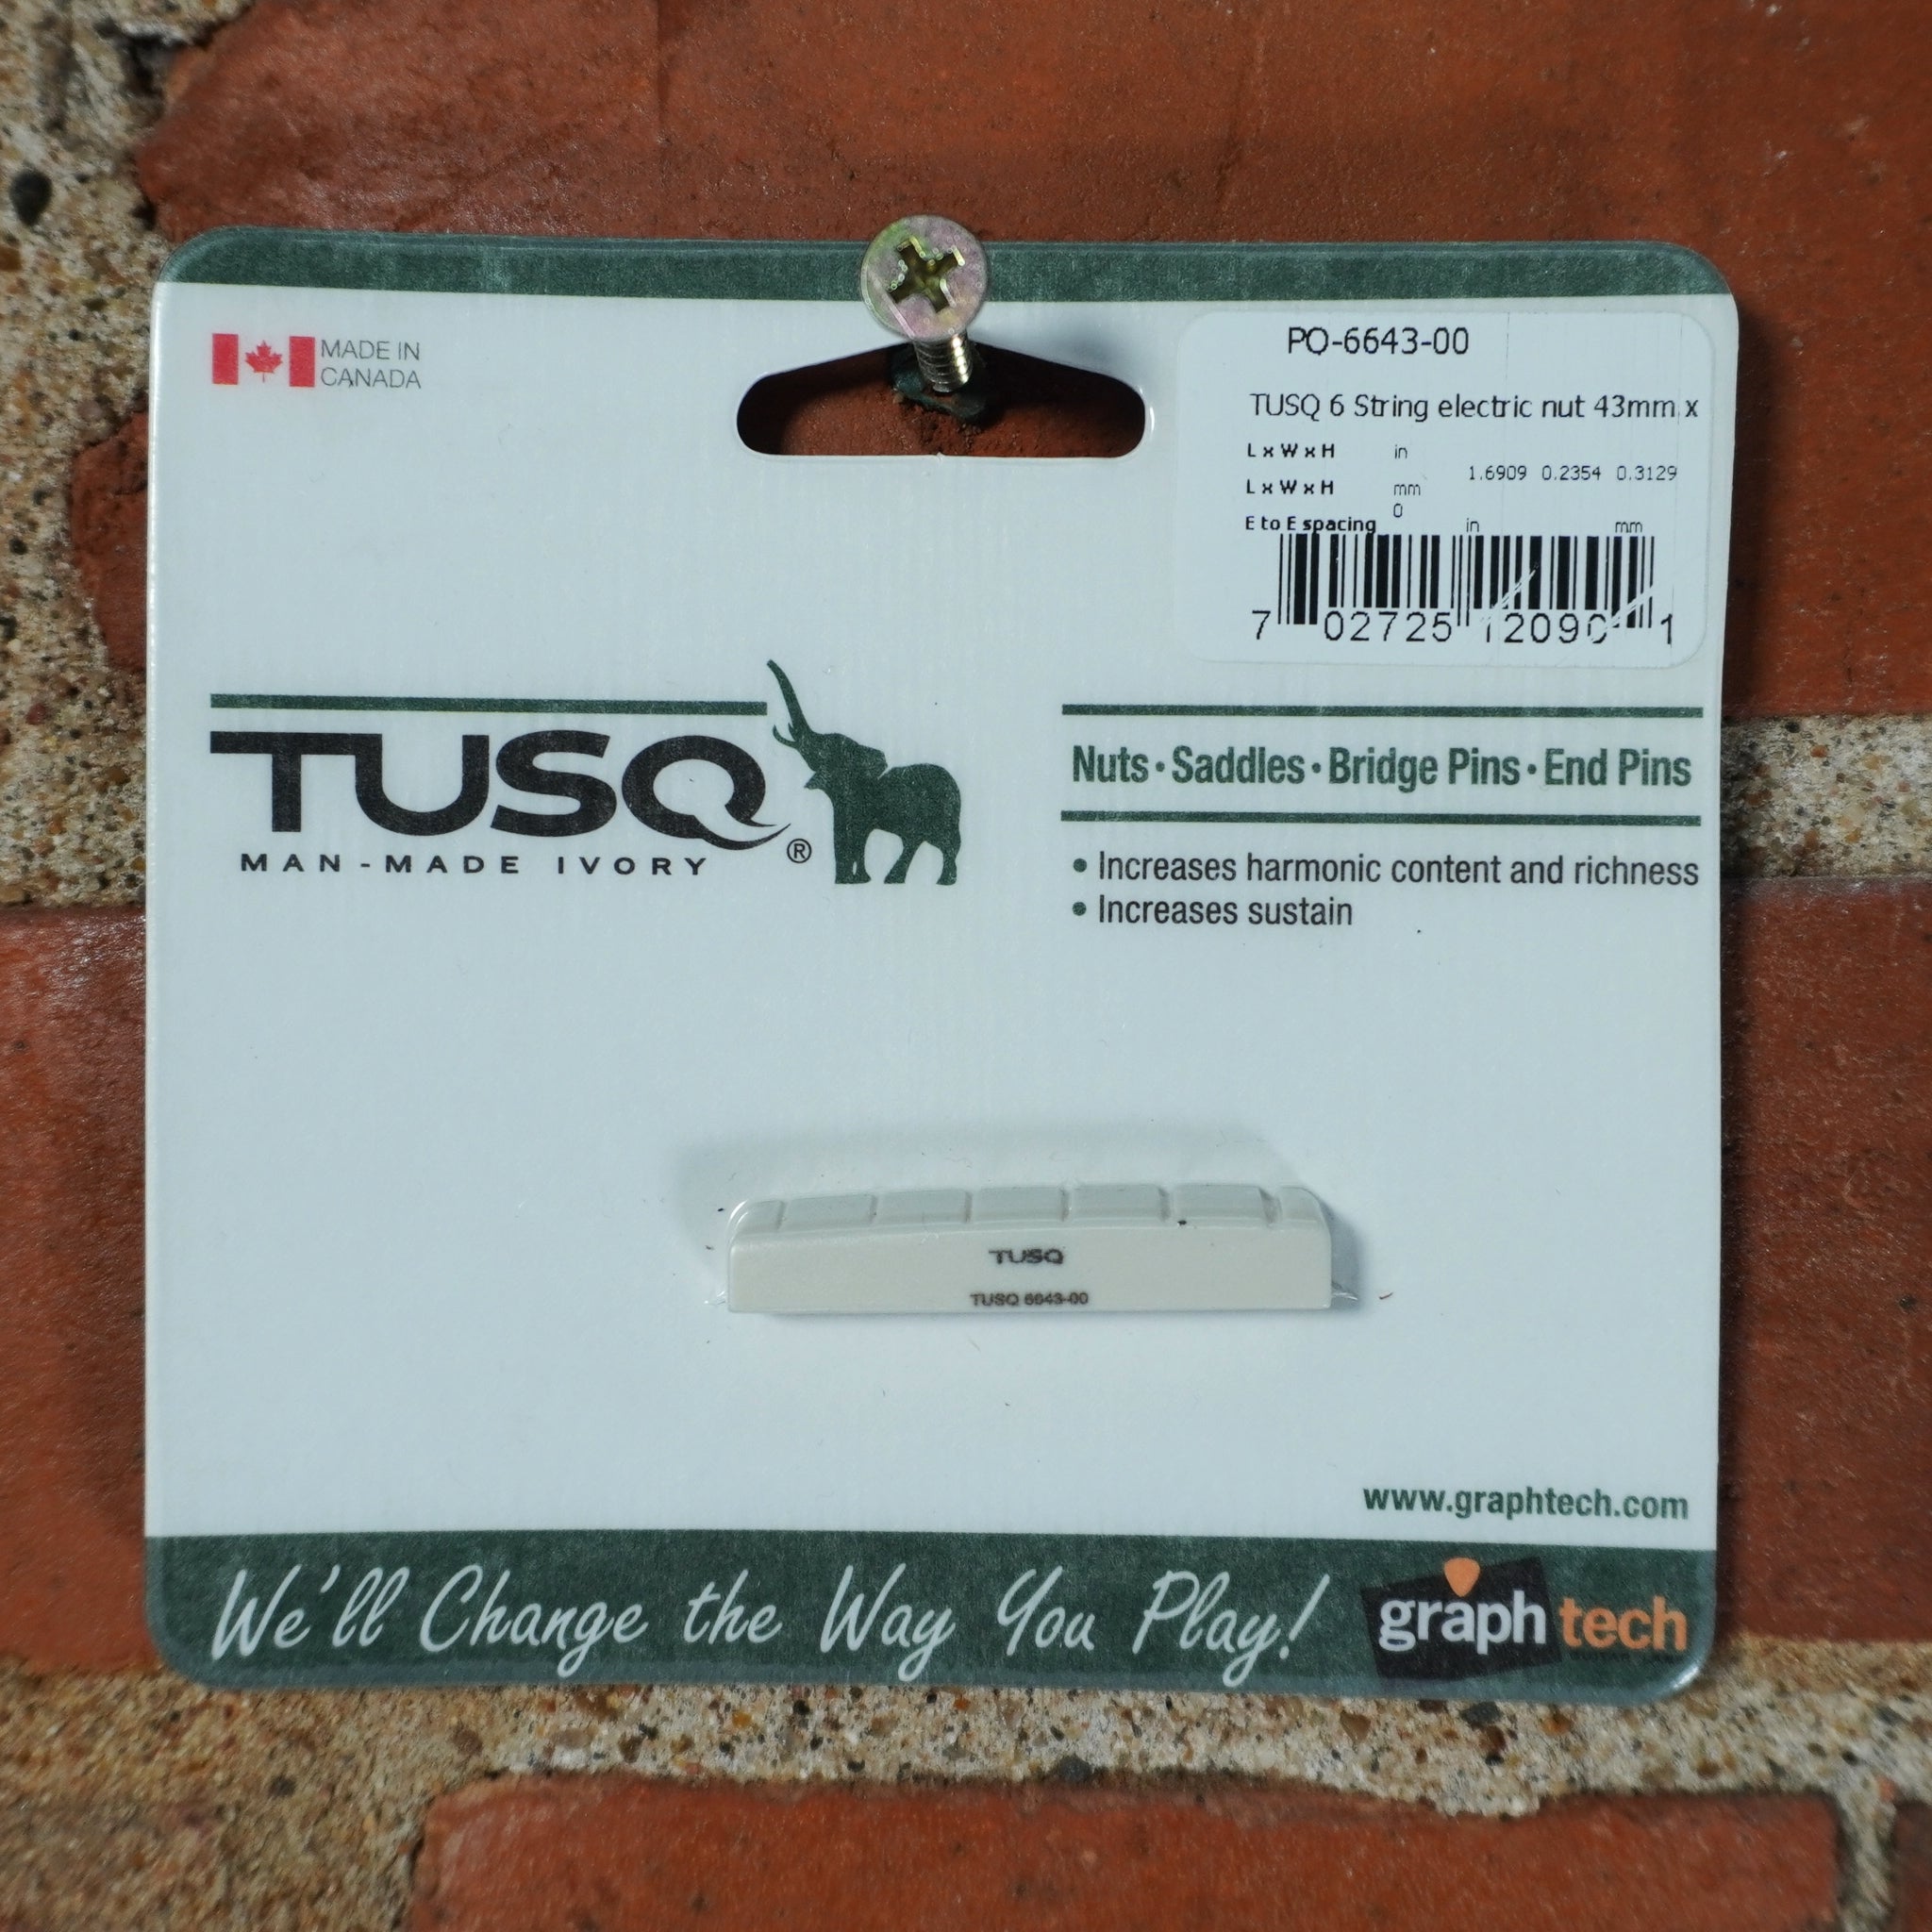 MADE IN
CANADA
PQ-6643-00
TUSQ 6 String electric nut 43mm x
L x W x H in
1.6909 0.2354 0.3129
L x W x H mm
0
E to E spacing in mm
7 02725 12090 1
TUSQ
®
MAN-MADE IVORY
Nuts • Saddles • Bridge Pins • End Pins
• Increases harmonic content and richness
• Increases sustain
TUSQ
TUSQ 6643-00
www.graphtech.com
We'll Change the Way You Play!
graph tech